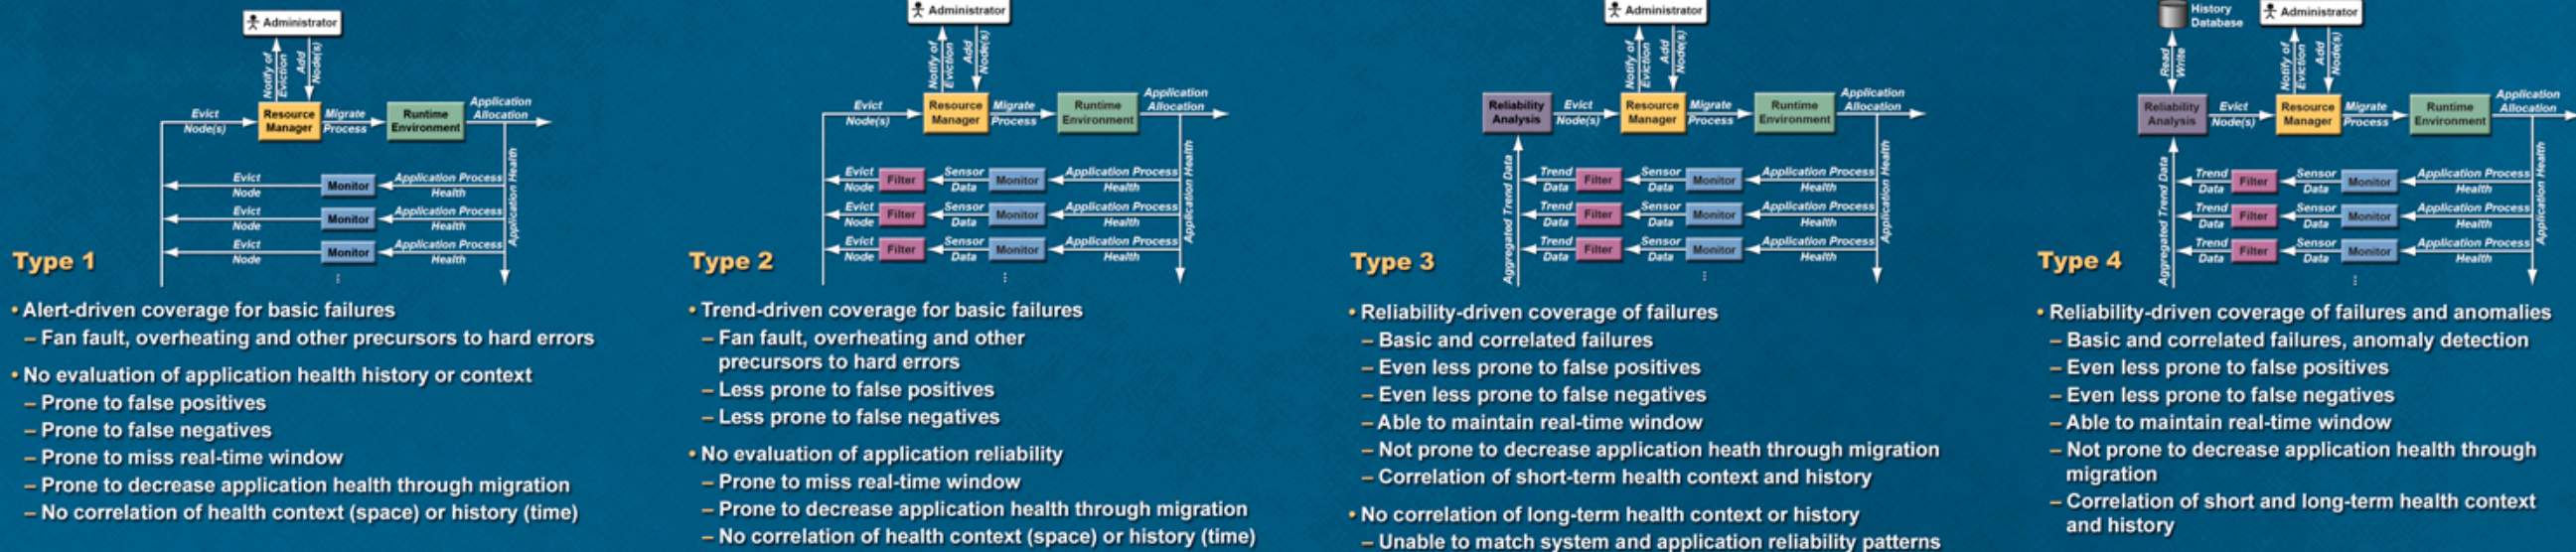 Administrator
Notify of
Eviction
Add
Node(s)
Evict
Node(s)
Resource
Manager
Migrate
Process
Runtime
Environment
Application
Allocation
Application Health
Evict
Node
Monitor
Application Process
Health
Evict
Node
Monitor
Application Process
Health
Evict
Node
Monitor
Application Process
Health
⋮
Type 1
• Alert-driven coverage for basic failures
– Fan fault, overheating and other precursors to hard errors
• No evaluation of application health history or context
– Prone to false positives
– Prone to false negatives
– Prone to miss real-time window
– Prone to decrease application health through migration
– No correlation of health context (space) or history (time)
Administrator
Notify of
Eviction
Add
Node(s)
Evict
Node(s)
Resource
Manager
Migrate
Process
Runtime
Environment
Application
Allocation
Application Health
Evict
Node
Filter
Sensor
Data
Monitor
Application Process
Health
Evict
Node
Filter
Sensor
Data
Monitor
Application Process
Health
Evict
Node
Filter
Sensor
Data
Monitor
Application Process
Health
⋮
Type 2
• Trend-driven coverage for basic failures
– Fan fault, overheating and other
precursors to hard errors
– Less prone to false positives
– Less prone to false negatives
• No evaluation of application reliability
– Prone to miss real-time window
– Prone to decrease application health through migration
– No correlation of health context (space) or history (time)
Administrator
Notify of
Eviction
Add
Node(s)
Reliability
Analysis
Evict
Node(s)
Resource
Manager
Migrate
Process
Runtime
Environment
Application
Allocation
Application Health
Aggregated Trend Data
Trend
Data
Filter
Sensor
Data
Monitor
Application Process
Health
Trend
Data
Filter
Sensor
Data
Monitor
Application Process
Health
Trend
Data
Filter
Sensor
Data
Monitor
Application Process
Health
⋮
Type 3
• Reliability-driven coverage of failures
– Basic and correlated failures
– Even less prone to false positives
– Even less prone to false negatives
– Able to maintain real-time window
– Not prone to decrease application heath through migration
– Correlation of short-term health context and history
• No correlation of long-term health context or history
– Unable to match system and application reliability patterns
History
Database
Administrator
Read
Write
Notify of
Eviction
Add
Node(s)
Reliability
Analysis
Evict
Node(s)
Resource
Manager
Migrate
Process
Runtime
Environment
Application
Allocation
Application Health
Aggregated Trend Data
Trend
Data
Filter
Sensor
Data
Monitor
Application Process
Health
Trend
Data
Filter
Sensor
Data
Monitor
Application Process
Health
Trend
Data
Filter
Sensor
Data
Monitor
Application Process
Health
⋮
Type 4
• Reliability-driven coverage of failures and anomalies
– Basic and correlated failures, anomaly detection
– Even less prone to false positives
– Even less prone to false negatives
– Able to maintain real-time window
– Not prone to decrease application health through
migration
– Correlation of short and long-term health context
and history